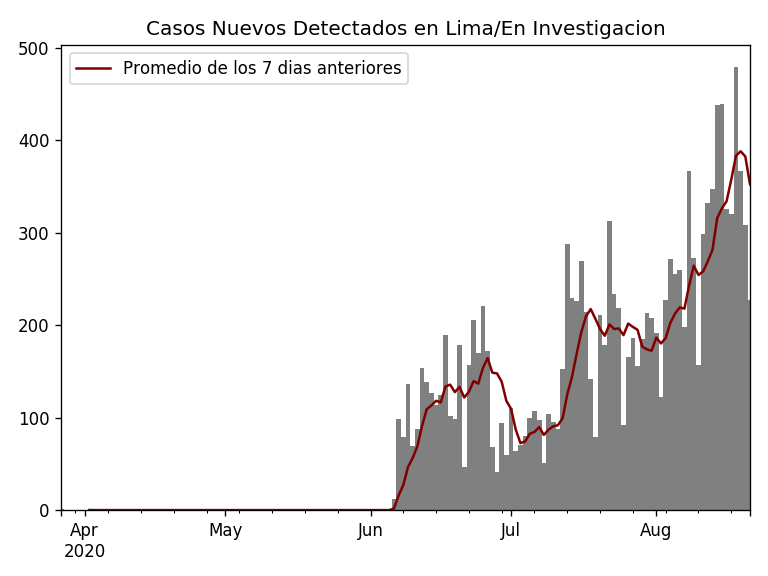 Casos Nuevos Detectados en Lima/En Investigacion
Promedio de los 7 dias anteriores
500
400
300
200
100
0
Apr May Jun Jul Aug
2020